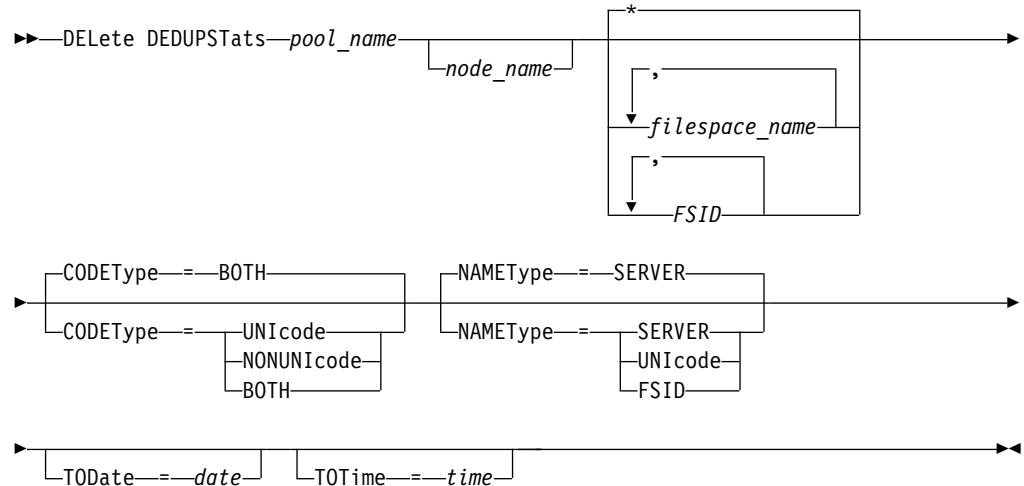 *
DELete DEDUPSTats pool_name
node_name
,
filespace_name
,
FSID
CODEType = BOTH NAMEType = SERVER
CODEType = UNIcode NAMEType = SERVER
NONUNIcode UNIcode
BOTH FSID
TODate = date TOTime = time